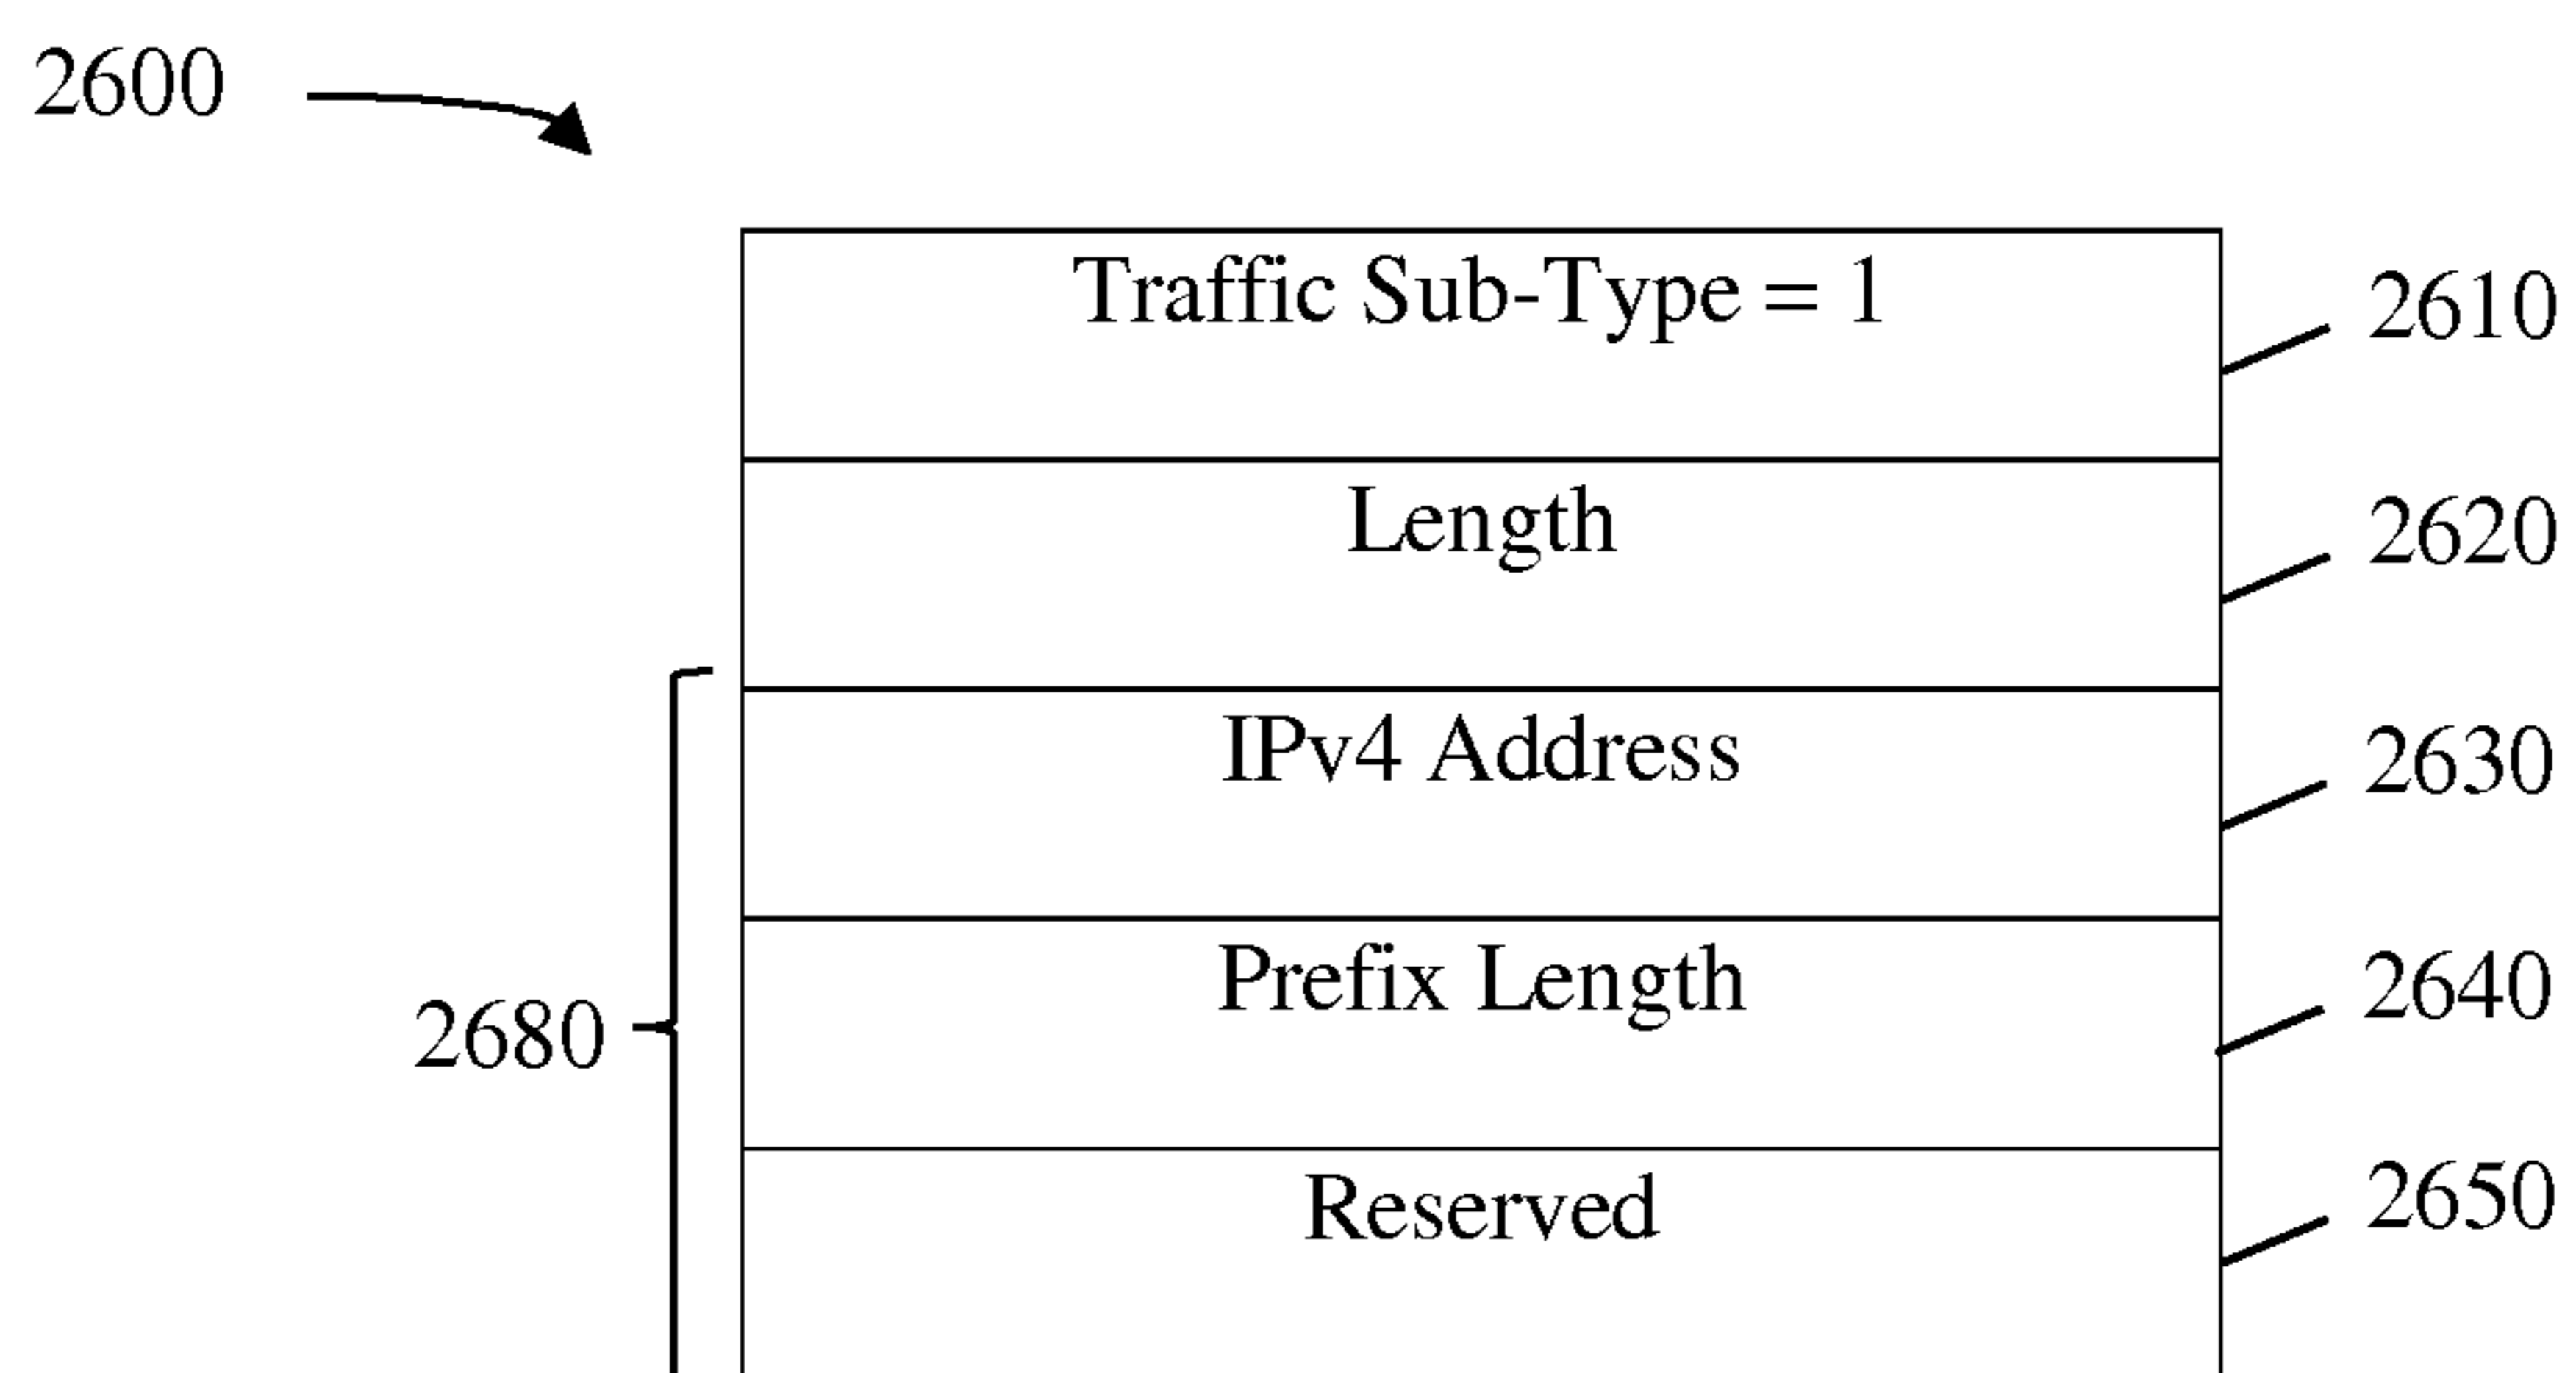 2600
Traffic Sub-Type = 1
2610
Length
2620
IPv4 Address
2630
Prefix Length
2640
2680
Reserved
2650